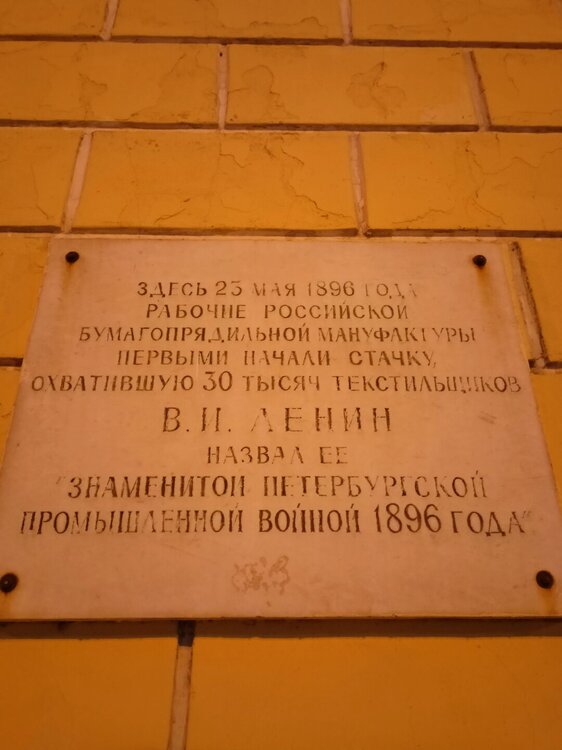 ЗДЕСЬ 23 МАЯ 1896 ГОДА
РАБОЧИЕ РОССИЙСКОЙ
БУМАГОПРЯДИЛЬНОЙ МАНУФАКТУРЫ
ПЕРВЫМИ НАЧАЛИ СТАЧКУ,
ОХВАТИВШУЮ 30 ТЫСЯЧ ТЕКСТИЛЬЩИКОВ
В. И. ЛЕНИН
НАЗВАЛ ЕЕ
"ЗНАМЕНИТОЙ ПЕТЕРБУРГСКОЙ
ПРОМЫШЛЕННОЙ ВОЙНОЙ 1896 ГОДА"